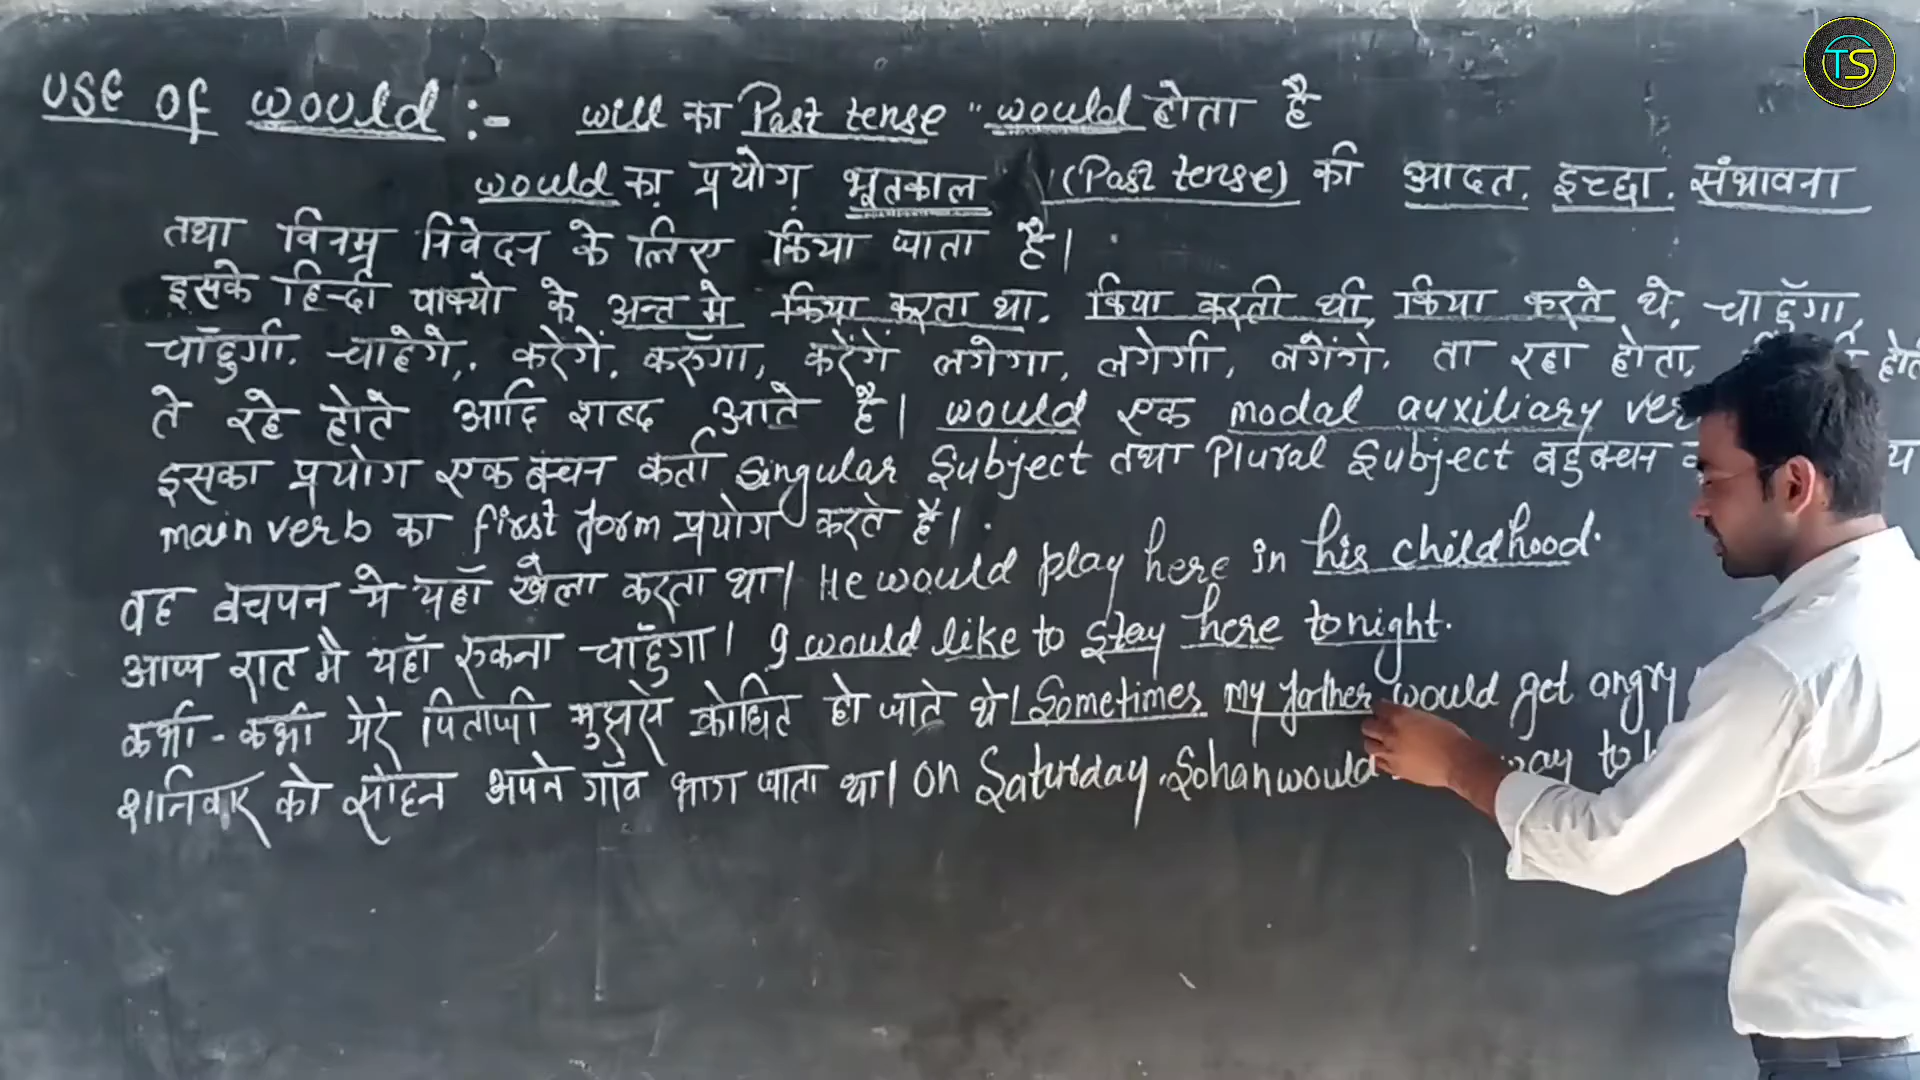 USE of would :- will का Past tense "would होता है
would का प्रयोग भूतकाल (Past tense) की आदत, इच्छा, संभावना
तथा विनम्र निवेदन के लिए किया जाता है।
इसके हिन्दी वाक्यो के अन्त मे किया करता था, किया करती थी, किया करते थे, चाहूँगा,
चाँहुगी, चाहेगे, करेंगें, करूँगा, करेंगें लगेगा, लगेगी, लगेंगे, ता रहा होता,
ते रहे होते आदि शब्द आते है। would एक modal auxiliary
इसका प्रयोग एकवचन कर्ता Singular Subject तथा Plural Subject बहुवचन
main verb का first form प्रयोग करते है।
वह बचपन मे यहाँ खेला करता था। He would play here in his childhood.
आज रात मै यहाँ रुकना चाँहुगा। I would like to stay here tonight.
कभी-कभी मेरे पिताजी मुझसे क्रोधित हो जाते थे। Sometimes my father would get angry
शनिवार को सोहन अपने गाँव भाग जाता था। On Saturday, Sohan would to
TS